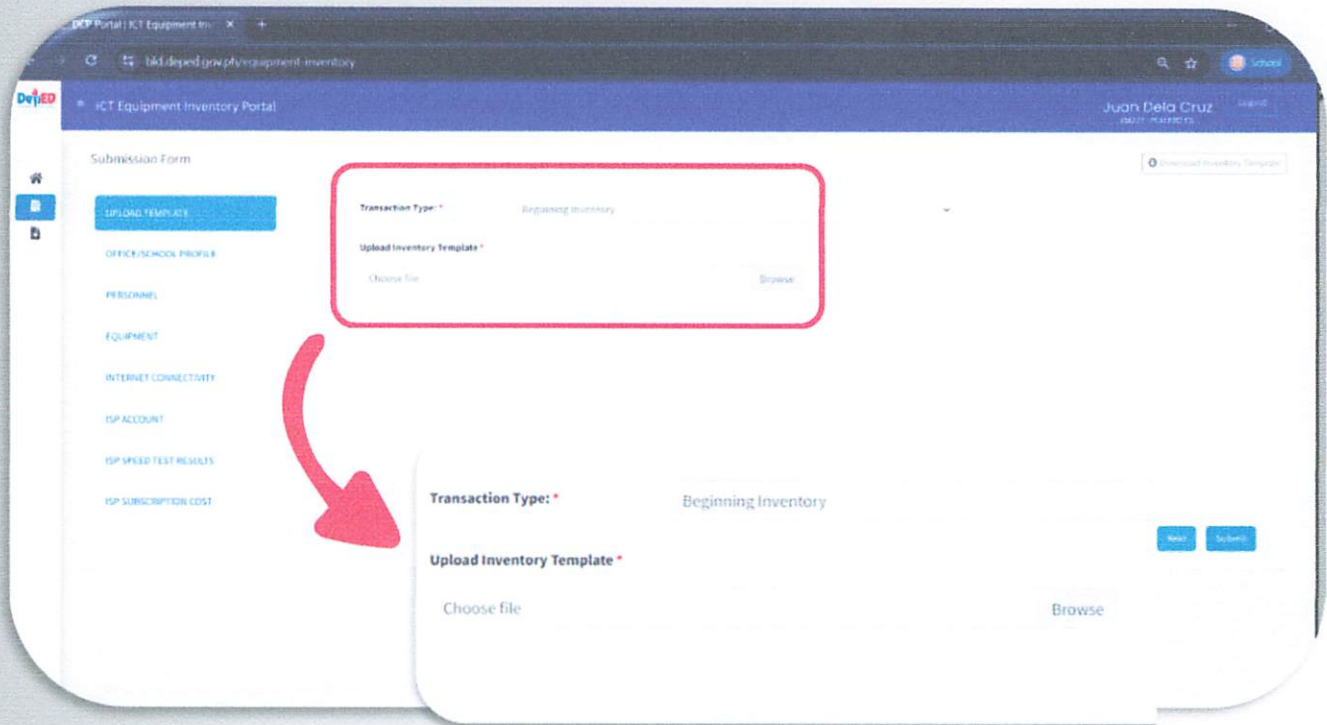 DCP Portal | ICT Equipment Inv
bkd.deped.gov.ph/equipment-inventory
School
DepED
ICT Equipment Inventory Portal
Juan Dela Cruz
Logout
Submission Form
Download Inventory Template
UPLOAD TEMPLATE
OFFICE/SCHOOL PROFILE
PERSONNEL
EQUIPMENT
INTERNET CONNECTIVITY
ISP ACCOUNT
ISP SPEED TEST RESULTS
ISP SUBSCRIPTION COST
Transaction Type: * Beginning Inventory
Upload Inventory Template *
Choose file Browse
Transaction Type: * Beginning Inventory
Upload Inventory Template *
Choose file Browse
Next Submit